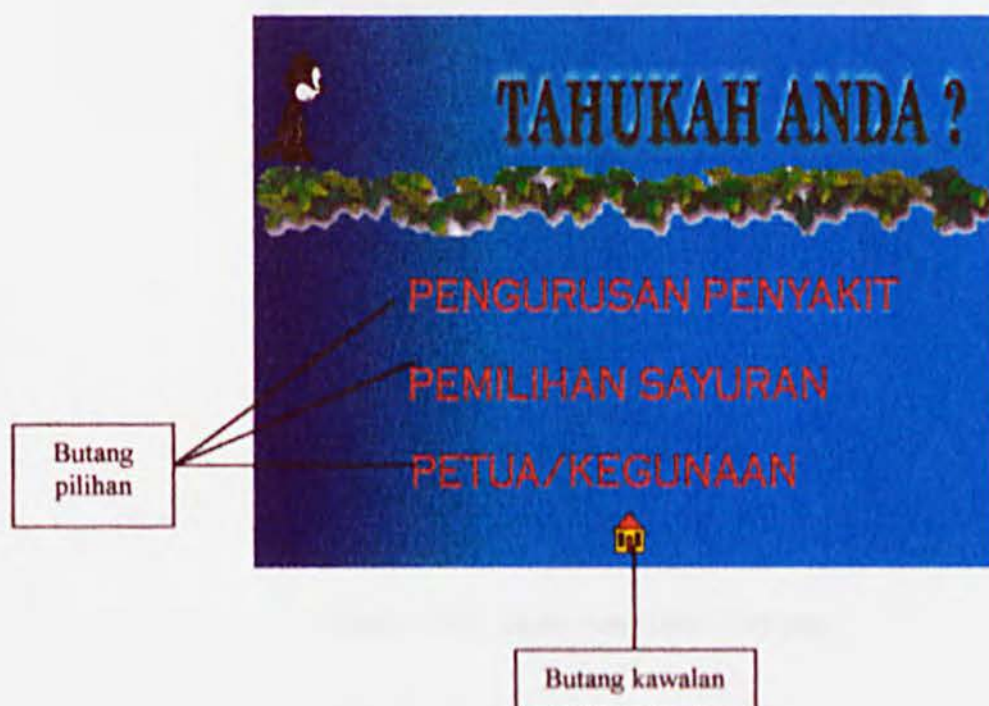 TAHUKAH ANDA ?
PENGURUSAN PENYAKIT
PEMILIHAN SAYURAN
PETUA/KEGUNAAN
Butang
pilihan
Butang kawalan